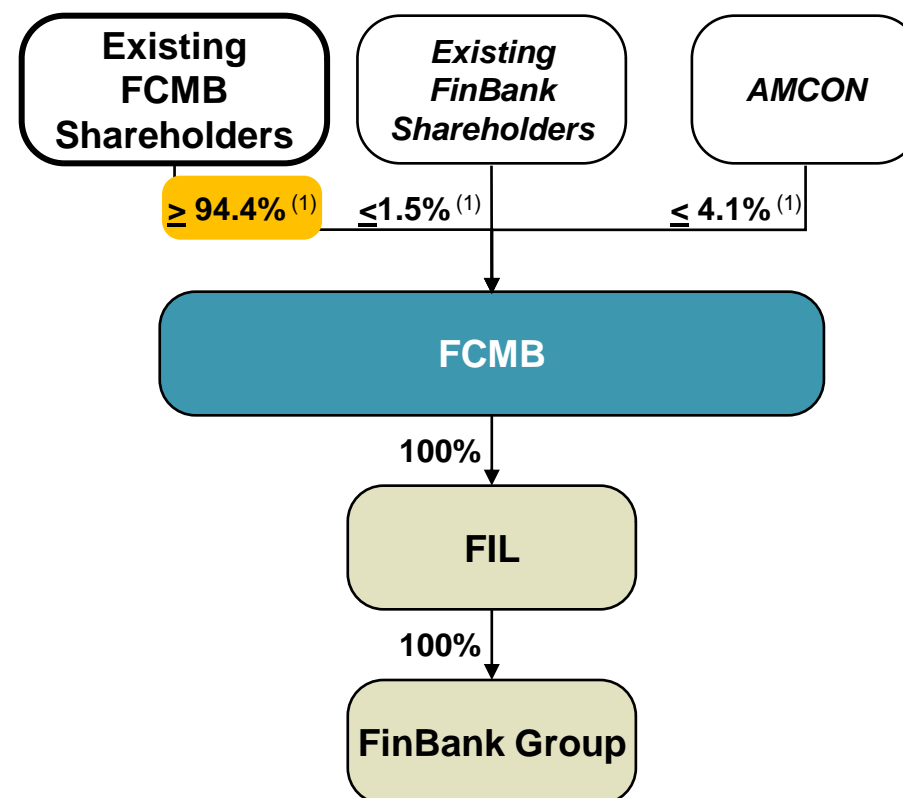 Existing
FCMB
Shareholders
Existing
FinBank
Shareholders
AMCON
≥ 94.4% (1)
≤1.5% (1)
≤ 4.1% (1)
FCMB
100%
FIL
100%
FinBank Group